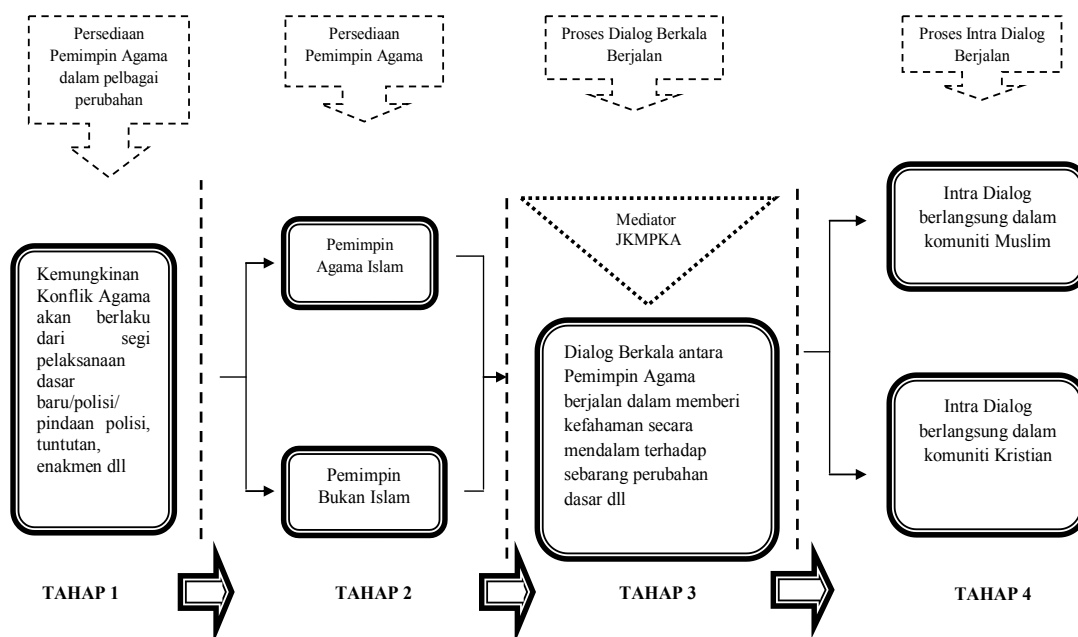 Persediaan
Pemimpin Agama
dalam pelbagai
perubahan
Persediaan
Pemimpin Agama
Proses Dialog Berkala
Berjalan
Proses Intra Dialog
Berjalan
Kemungkinan
Konflik Agama
akan berlaku
dari segi
pelaksanaan
dasar
baru/polisi/
pindaan polisi,
tuntutan,
enakmen dll
Pemimpin
Agama Islam
Pemimpin
Bukan Islam
Mediator
JKMPKA
Dialog Berkala antara
Pemimpin Agama
berjalan dalam memberi
kefahaman secara
mendalam terhadap
sebarang perubahan
dasar dll
Intra Dialog
berlangsung dalam
komuniti Muslim
Intra Dialog
berlangsung dalam
komuniti Kristian
TAHAP 1
TAHAP 2
TAHAP 3
TAHAP 4